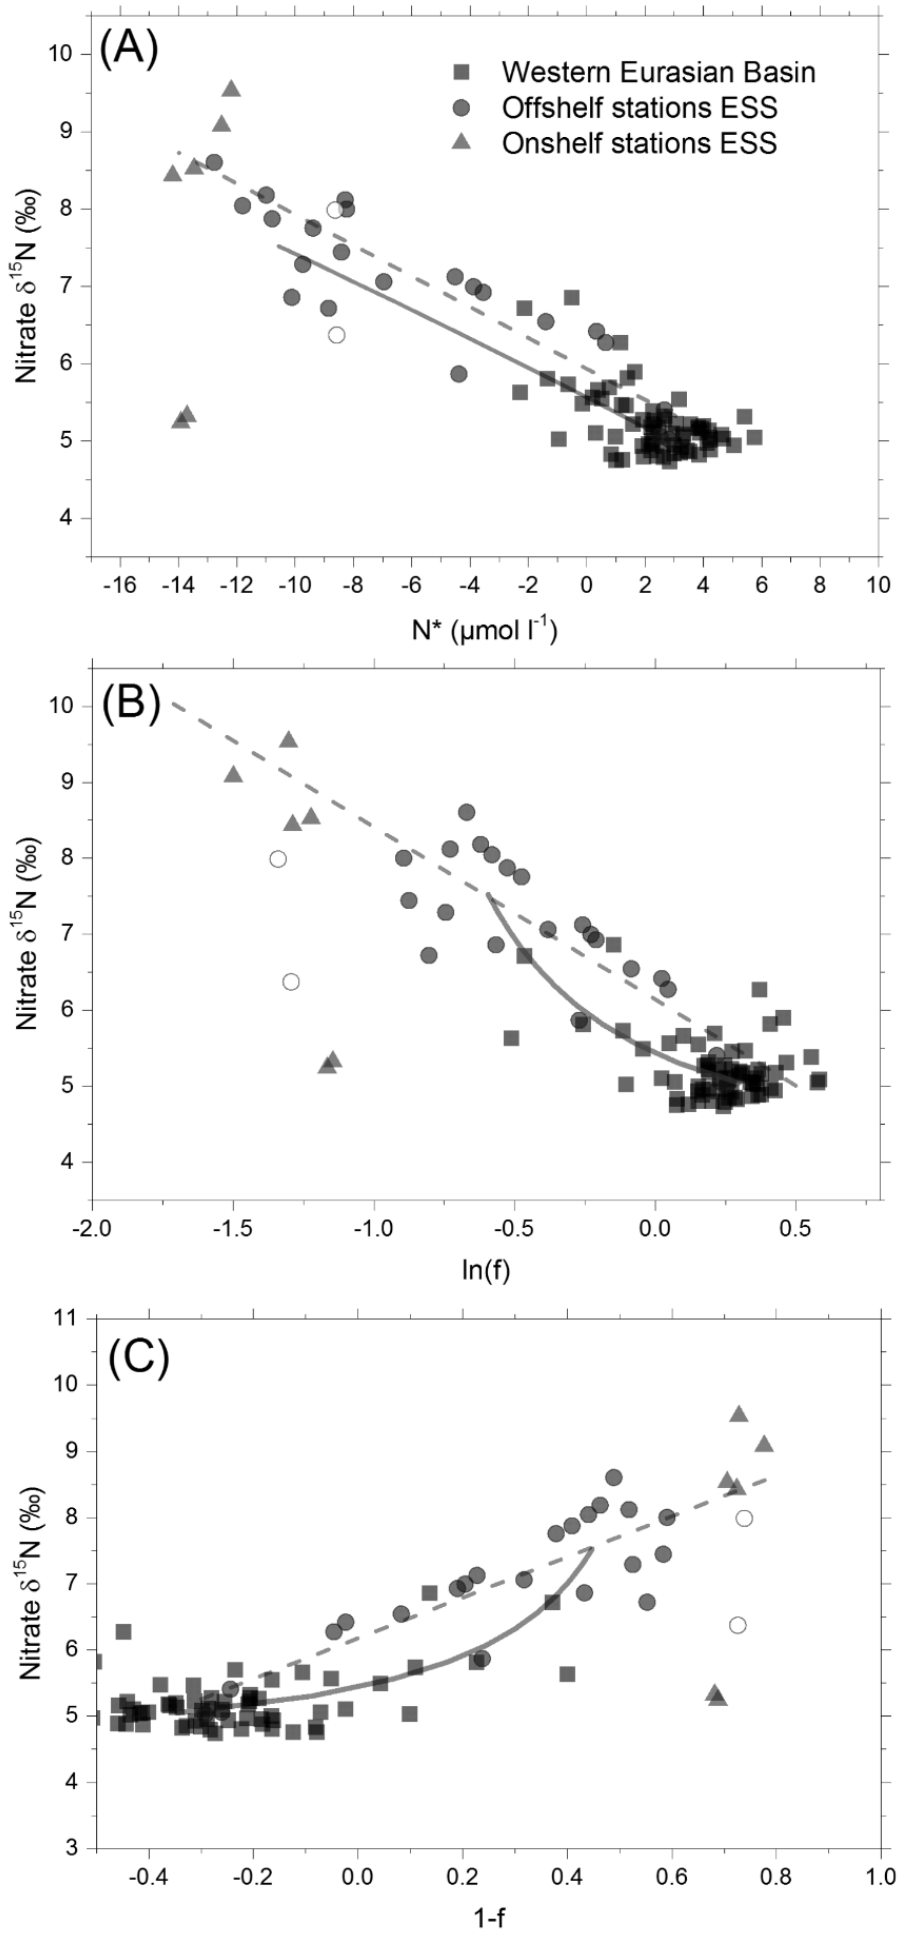 (A)
Western Eurasian Basin
Offshelf stations ESS
Onshelf stations ESS
Nitrate δ¹⁵N (‰)
10
9
8
7
6
5
4
-16 -14 -12 -10 -8 -6 -4 -2 0 2 4 6 8 10
N* (µmol l⁻¹)
(B)
Nitrate δ¹⁵N (‰)
10
9
8
7
6
5
4
-2.0 -1.5 -1.0 -0.5 0.0 0.5
ln(f)
(C)
Nitrate δ¹⁵N (‰)
11
10
9
8
7
6
5
4
3
-0.4 -0.2 0.0 0.2 0.4 0.6 0.8 1.0
1-f